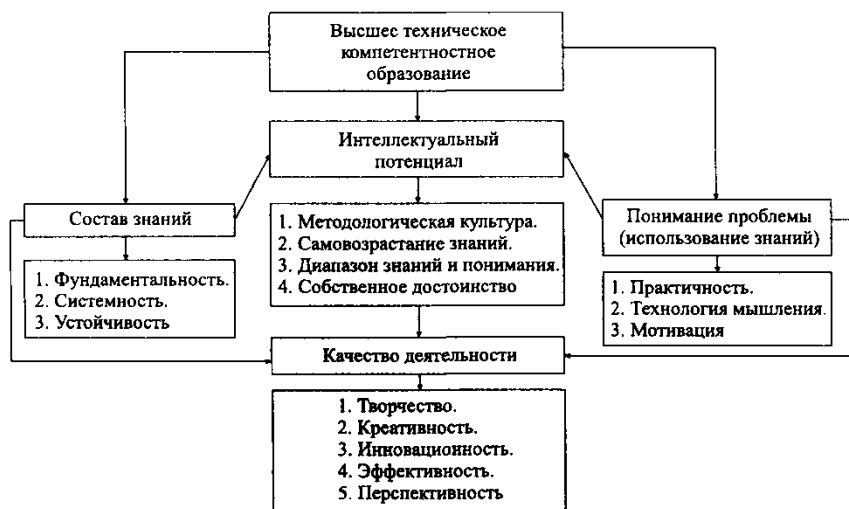 Высшее техническое
компетентностное
образование
Интеллектуальный
потенциал
Состав знаний
1. Фундаментальность.
2. Системность.
3. Устойчивость
1. Методологическая культура.
2. Самовозрастание знаний.
3. Диапазон знаний и понимания.
4. Собственное достоинство
Понимание проблемы
(использование знаний)
1. Практичность.
2. Технология мышления.
3. Мотивация
Качество деятельности
1. Творчество.
2. Креативность.
3. Инновационность.
4. Эффективность.
5. Перспективность